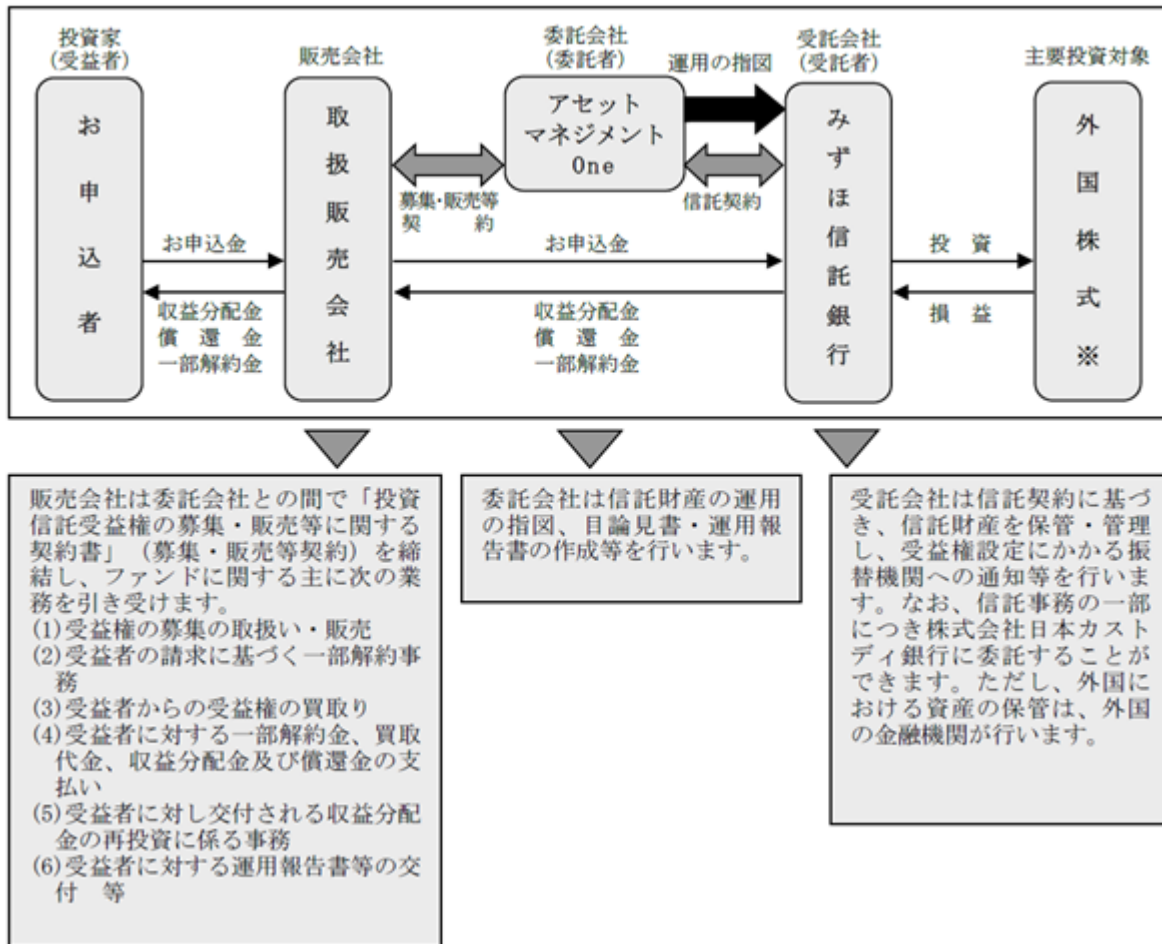 投資家
(受益者)
販売会社
委託会社
(委託者)
運用の指図
受託会社
(受託者)
主要投資対象
お申込者
取扱販売会社
アセット
マネジメント
One
みずほ信託銀行
外国株式※
募集・販売等
契　　約
信託契約
お申込金
お申込金
投　資
収益分配金
償　還　金
一部解約金
収益分配金
償　還　金
一部解約金
損　益
販売会社は委託会社との間で「投資
信託受益権の募集・販売等に関する
契約書」（募集・販売等契約）を締
結し、ファンドに関する主に次の業
務を引き受けます。
(1)受益権の募集の取扱い・販売
(2)受益者の請求に基づく一部解約事
務
(3)受益者からの受益権の買取り
(4)受益者に対する一部解約金、買取
代金、収益分配金及び償還金の支
払い
(5)受益者に対し交付される収益分配
金の再投資に係る事務
(6)受益者に対する運用報告書等の交
付　等
委託会社は信託財産の運用
の指図、目論見書・運用報
告書の作成等を行います。
受託会社は信託契約に基づ
き、信託財産を保管・管理
し、受益権設定にかかる振
替機関への通知等を行いま
す。なお、信託事務の一部
につき株式会社日本カスト
ディ銀行に委託することが
できます。ただし、外国に
おける資産の保管は、外国
の金融機関が行います。